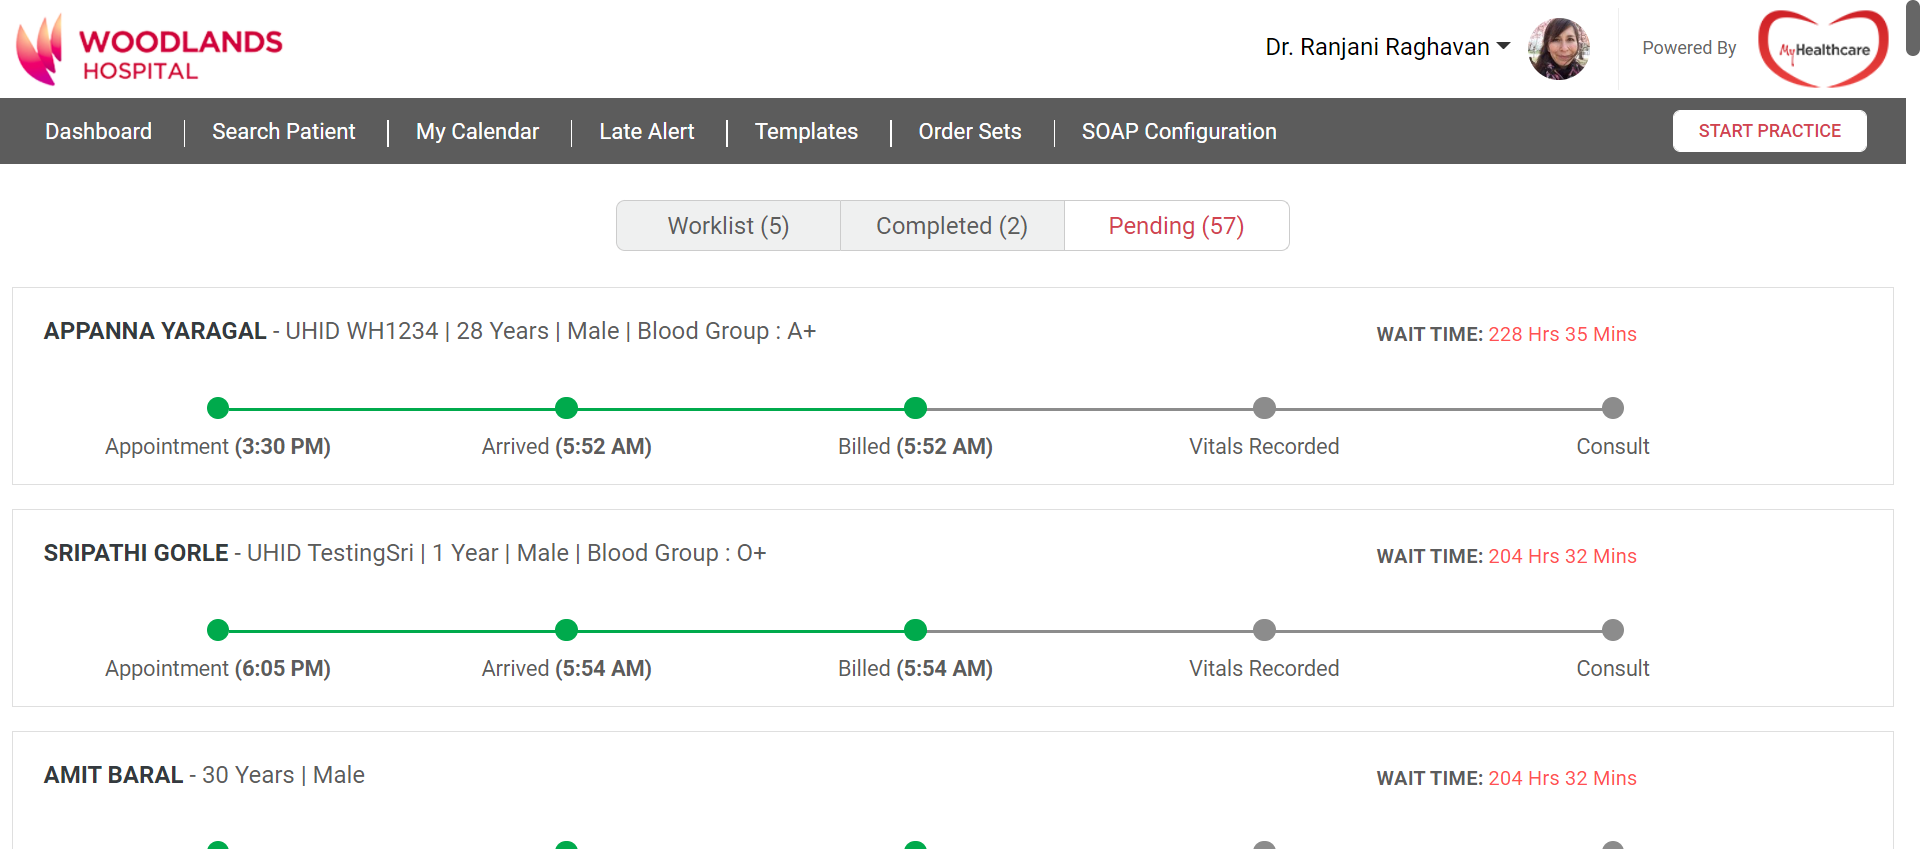 WOODLANDS
HOSPITAL
Dr. Ranjani Raghavan
Powered By
MyHealthcare
Dashboard
Search Patient
My Calendar
Late Alert
Templates
Order Sets
SOAP Configuration
START PRACTICE
Worklist (5)
Completed (2)
Pending (57)
APPANNA YARAGAL - UHID WH1234 | 28 Years | Male | Blood Group : A+
WAIT TIME: 228 Hrs 35 Mins
Appointment (3:30 PM)
Arrived (5:52 AM)
Billed (5:52 AM)
Vitals Recorded
Consult
SRIPATHI GORLE - UHID TestingSri | 1 Year | Male | Blood Group : O+
WAIT TIME: 204 Hrs 32 Mins
Appointment (6:05 PM)
Arrived (5:54 AM)
Billed (5:54 AM)
Vitals Recorded
Consult
AMIT BARAL - 30 Years | Male
WAIT TIME: 204 Hrs 32 Mins